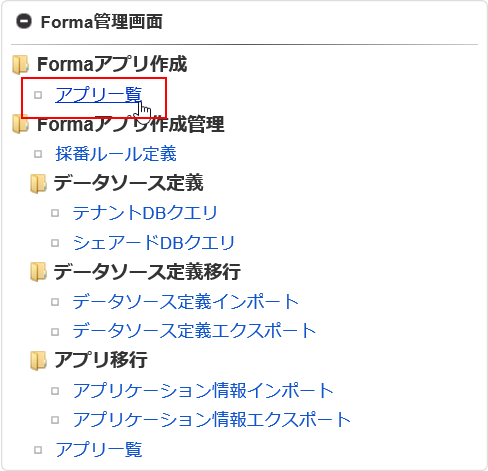 Forma管理画面
Formaアプリ作成
アプリ一覧
Formaアプリ作成管理
採番ルール定義
データソース定義
テナントDBクエリ
シェアードDBクエリ
データソース定義移行
データソース定義インポート
データソース定義エクスポート
アプリ移行
アプリケーション情報インポート
アプリケーション情報エクスポート
アプリ一覧